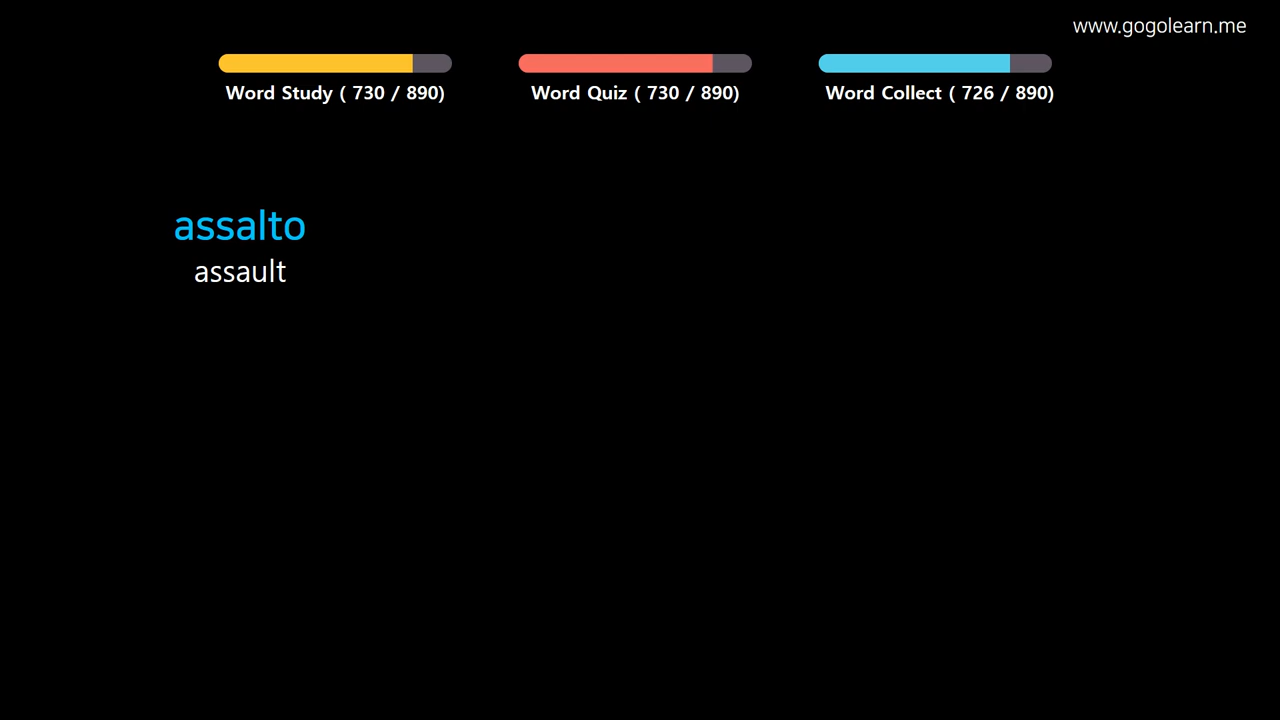 www.gogolearn.me
Word Study ( 730 / 890)
Word Quiz ( 730 / 890)
Word Collect ( 726 / 890)
assalto
assault